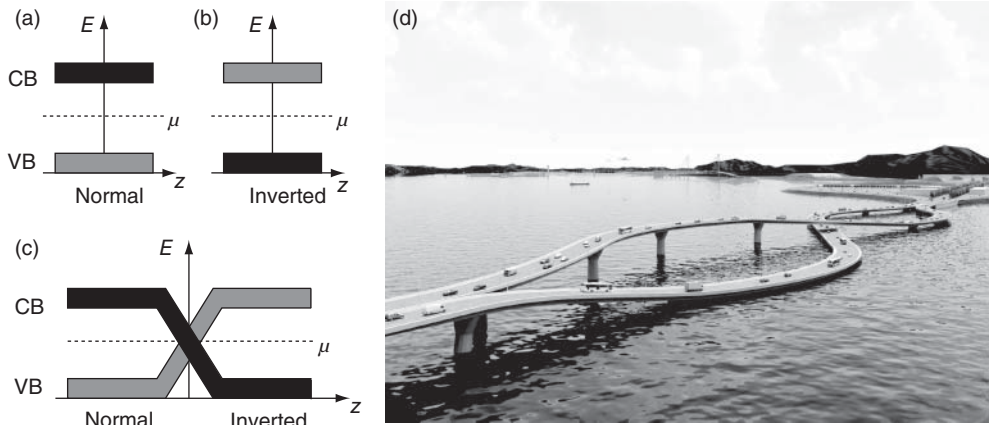 (a)
E
CB
μ
VB
z
Normal
(b)
E
μ
z
Inverted
(c)
E
CB
μ
VB
z
Normal
Inverted
(d)